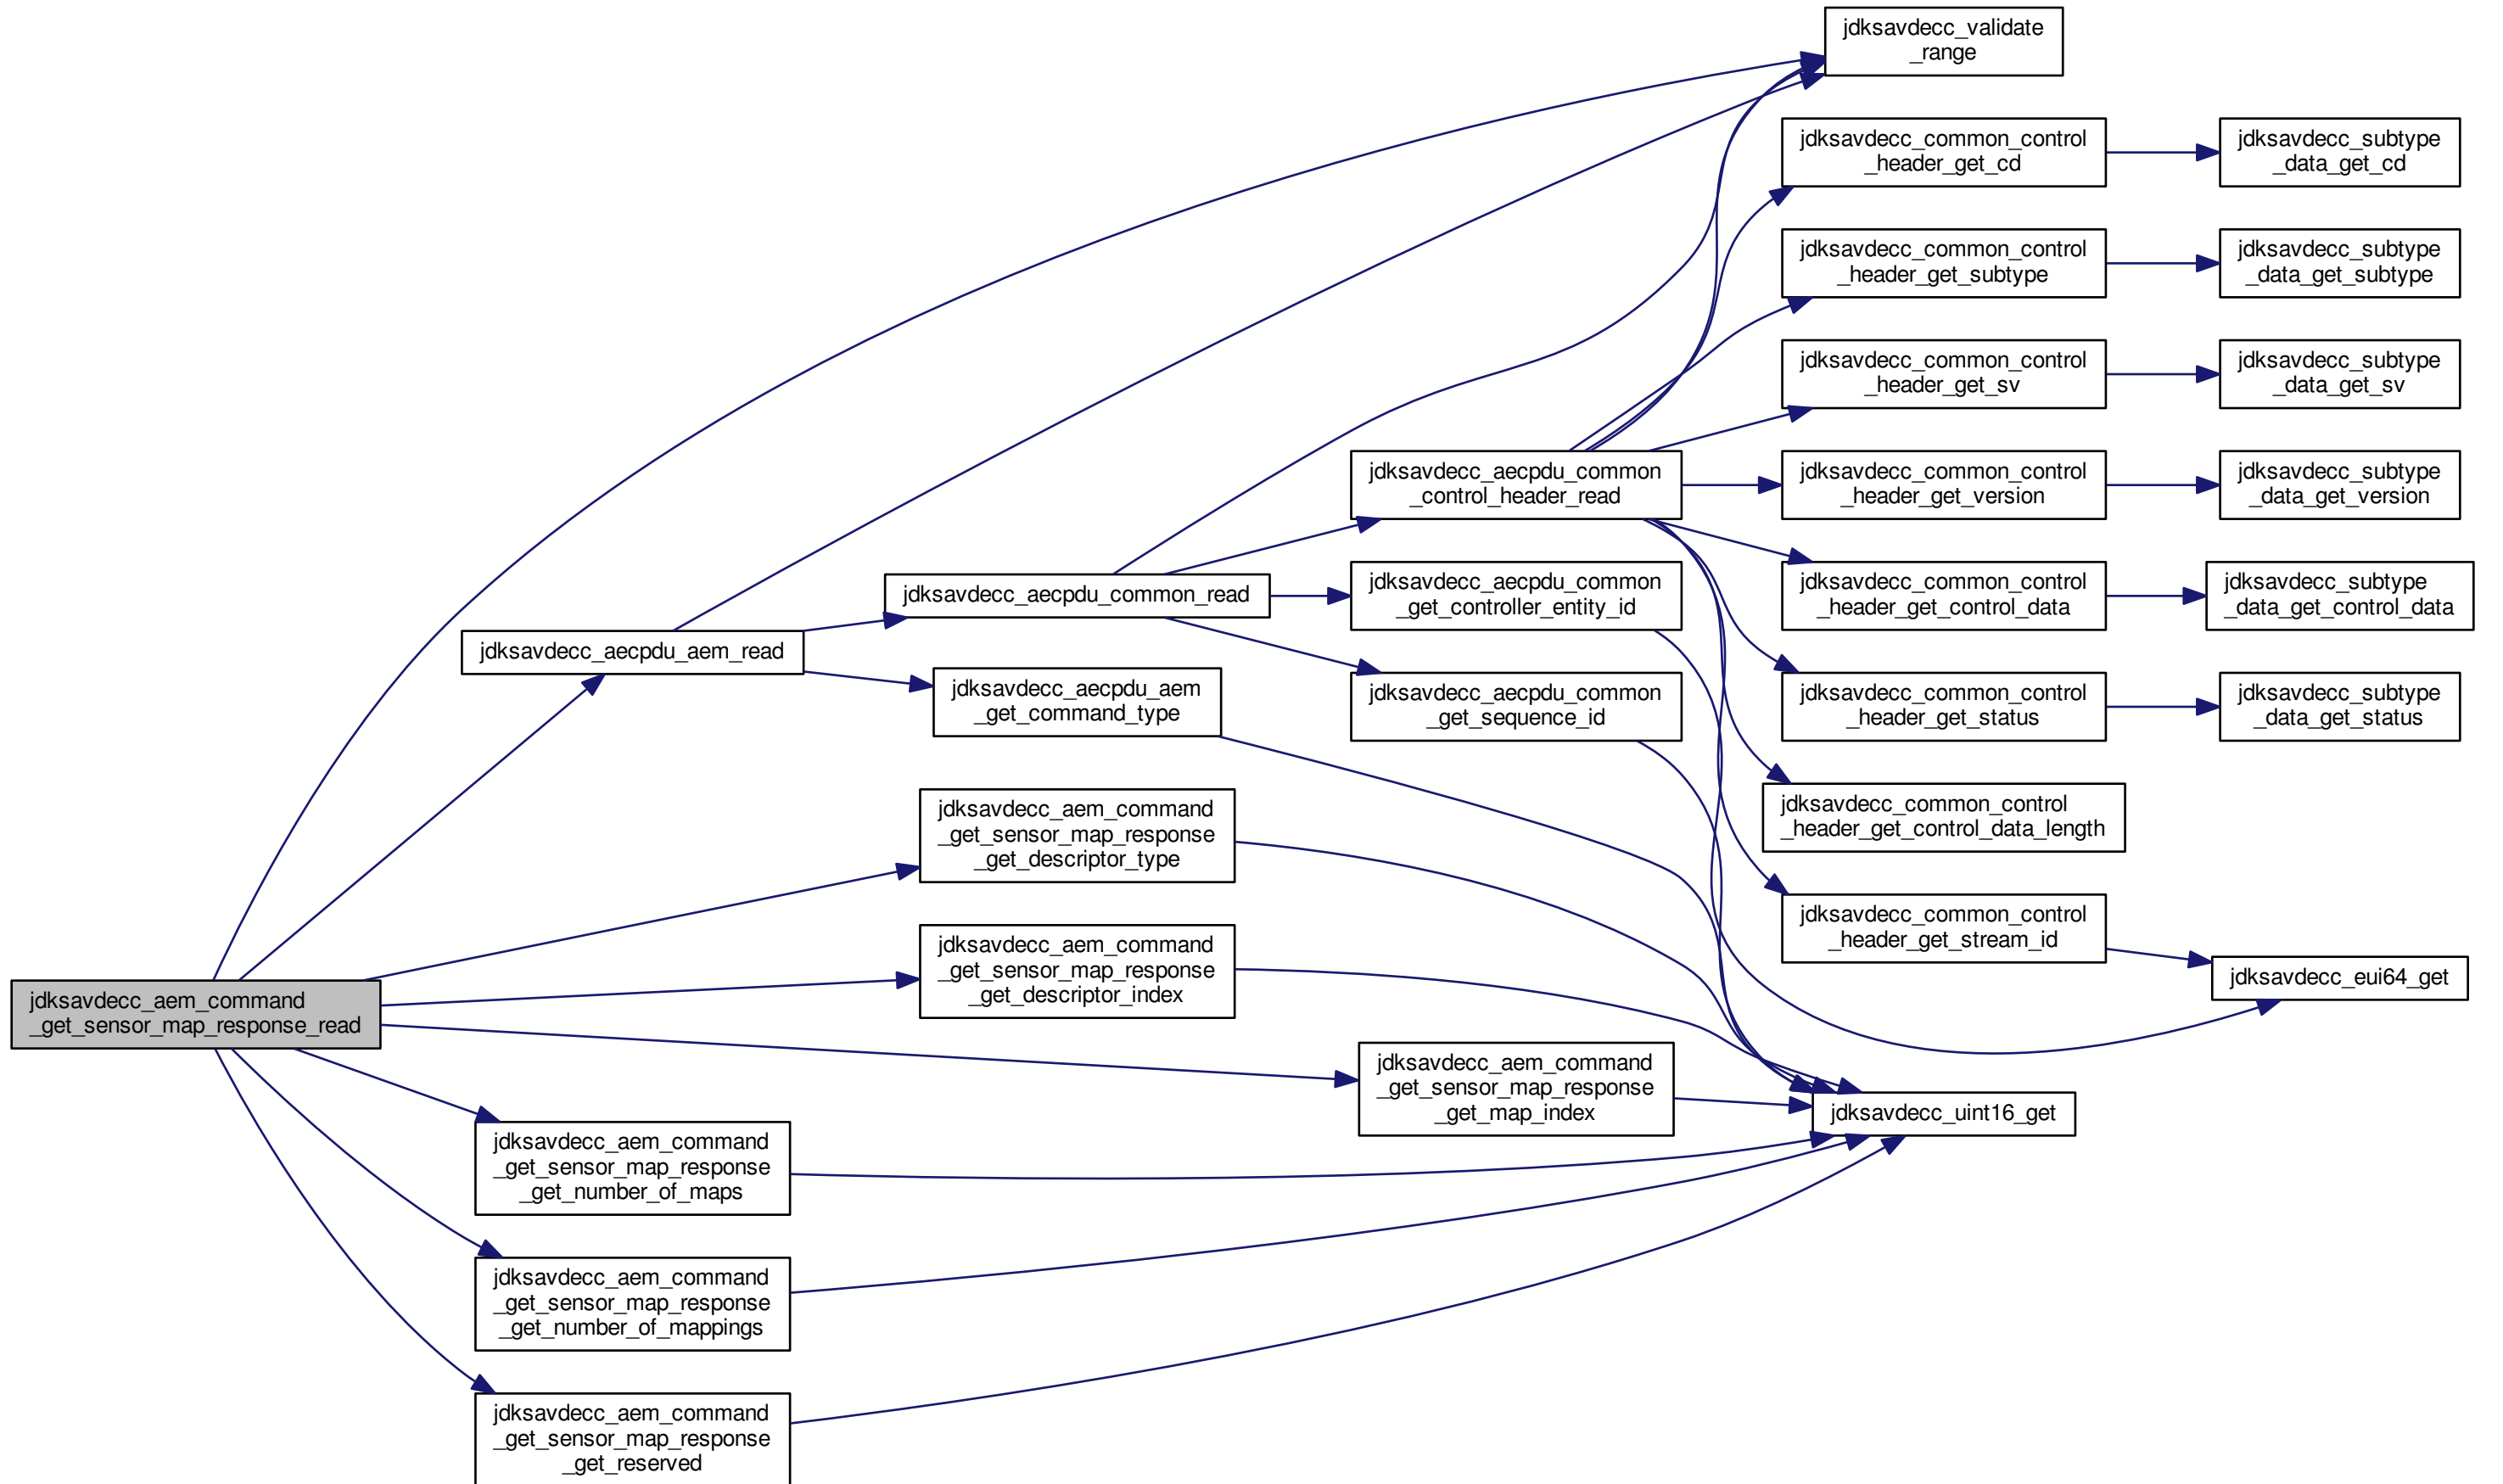 jdksavdecc_validate
_range
jdksavdecc_common_control
_header_get_cd
jdksavdecc_subtype
_data_get_cd
jdksavdecc_common_control
_header_get_subtype
jdksavdecc_subtype
_data_get_subtype
jdksavdecc_common_control
_header_get_sv
jdksavdecc_subtype
_data_get_sv
jdksavdecc_aecpdu_common
_control_header_read
jdksavdecc_common_control
_header_get_version
jdksavdecc_subtype
_data_get_version
jdksavdecc_aecpdu_common_read
jdksavdecc_aecpdu_common
_get_controller_entity_id
jdksavdecc_common_control
_header_get_control_data
jdksavdecc_subtype
_data_get_control_data
jdksavdecc_aecpdu_aem_read
jdksavdecc_aecpdu_aem
_get_command_type
jdksavdecc_aecpdu_common
_get_sequence_id
jdksavdecc_common_control
_header_get_status
jdksavdecc_subtype
_data_get_status
jdksavdecc_common_control
_header_get_control_data_length
jdksavdecc_aem_command
_get_sensor_map_response
_get_descriptor_type
jdksavdecc_common_control
_header_get_stream_id
jdksavdecc_eui64_get
jdksavdecc_aem_command
_get_sensor_map_response
_get_descriptor_index
jdksavdecc_aem_command
_get_sensor_map_response_read
jdksavdecc_aem_command
_get_sensor_map_response
_get_map_index
jdksavdecc_uint16_get
jdksavdecc_aem_command
_get_sensor_map_response
_get_number_of_maps
jdksavdecc_aem_command
_get_sensor_map_response
_get_number_of_mappings
jdksavdecc_aem_command
_get_sensor_map_response
_get_reserved